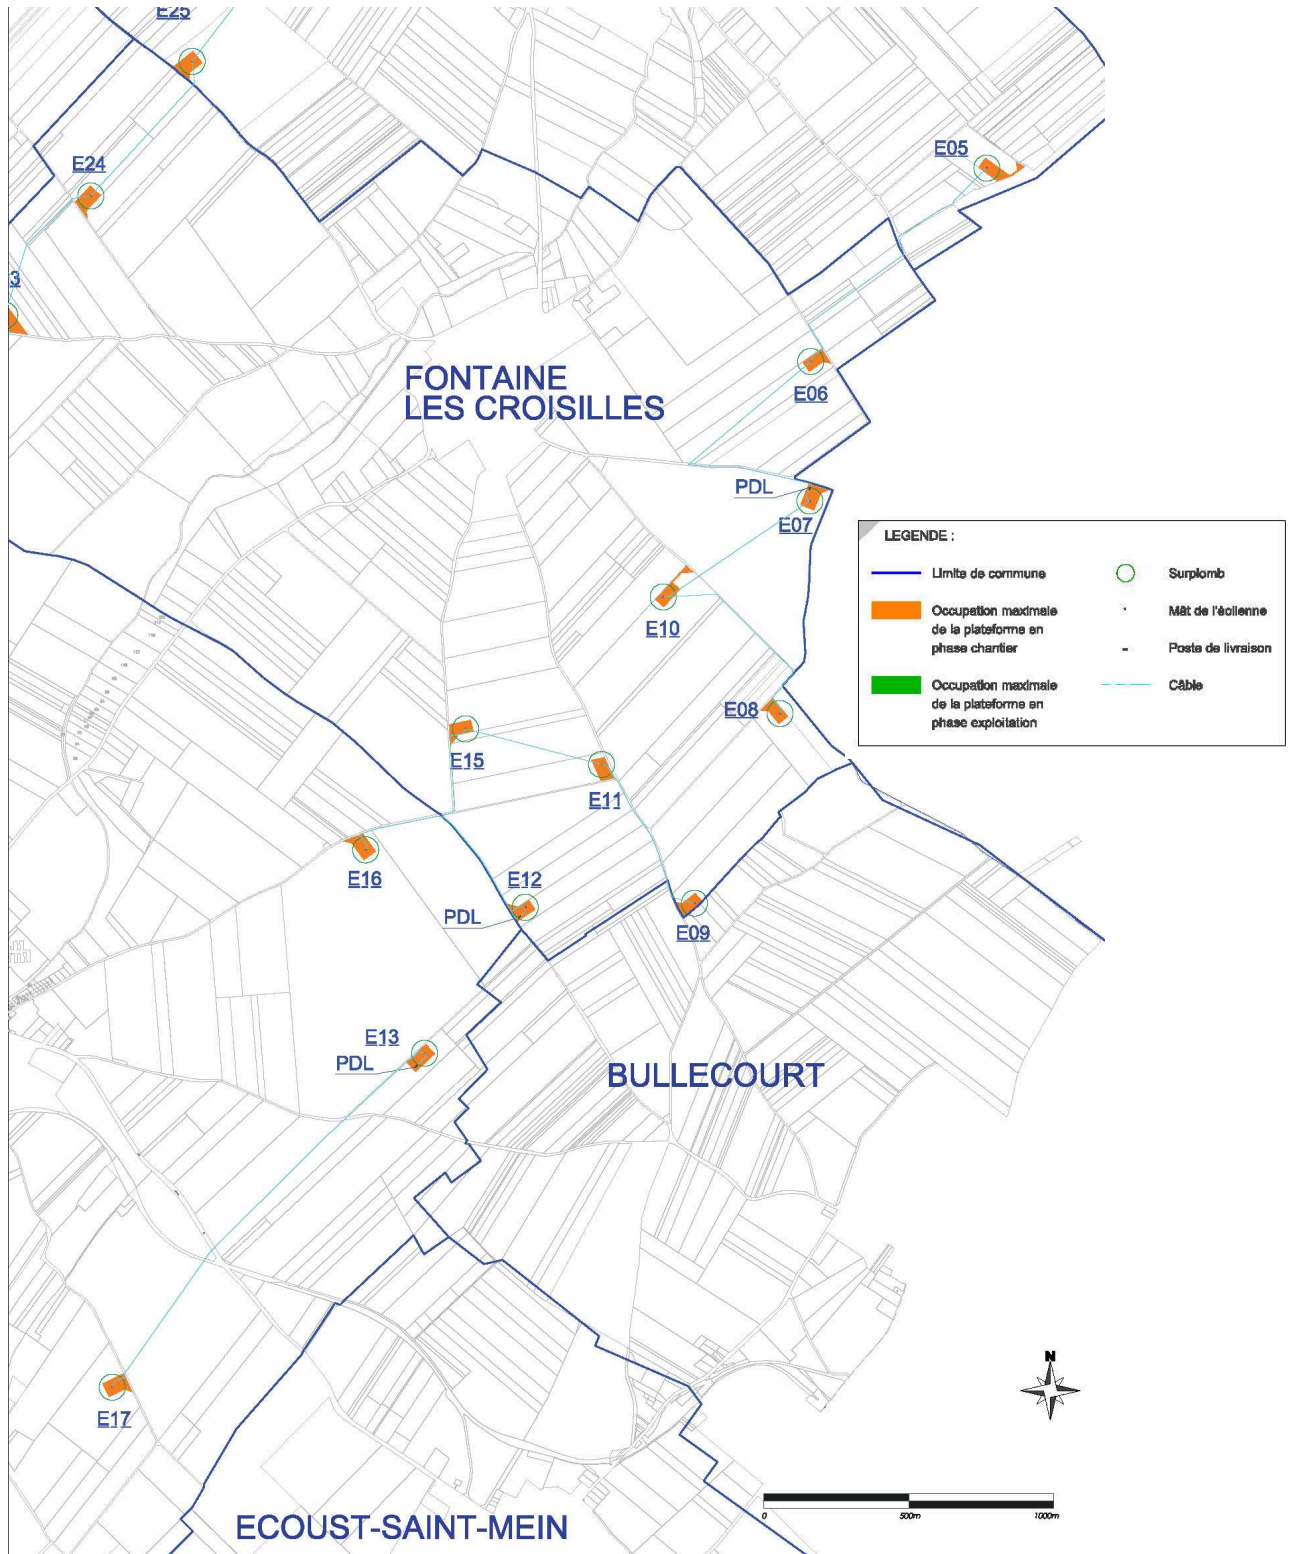 E25
E24
E05
3
FONTAINE
LES CROISILLES
E06
PDL
E07
E10
E08
E15
E11
E16
E12
PDL
E09
E13
PDL
BULLECOURT
E17
ECOUST-SAINT-MEIN
LEGENDE :
Limite de commune
Occupation maximale
de la plateforme en
phase chantier
Occupation maximale
de la plateforme en
phase exploitation
Surplomb
Mât de l'éolienne
Poste de livraison
Câble
N
0
500m
1000m